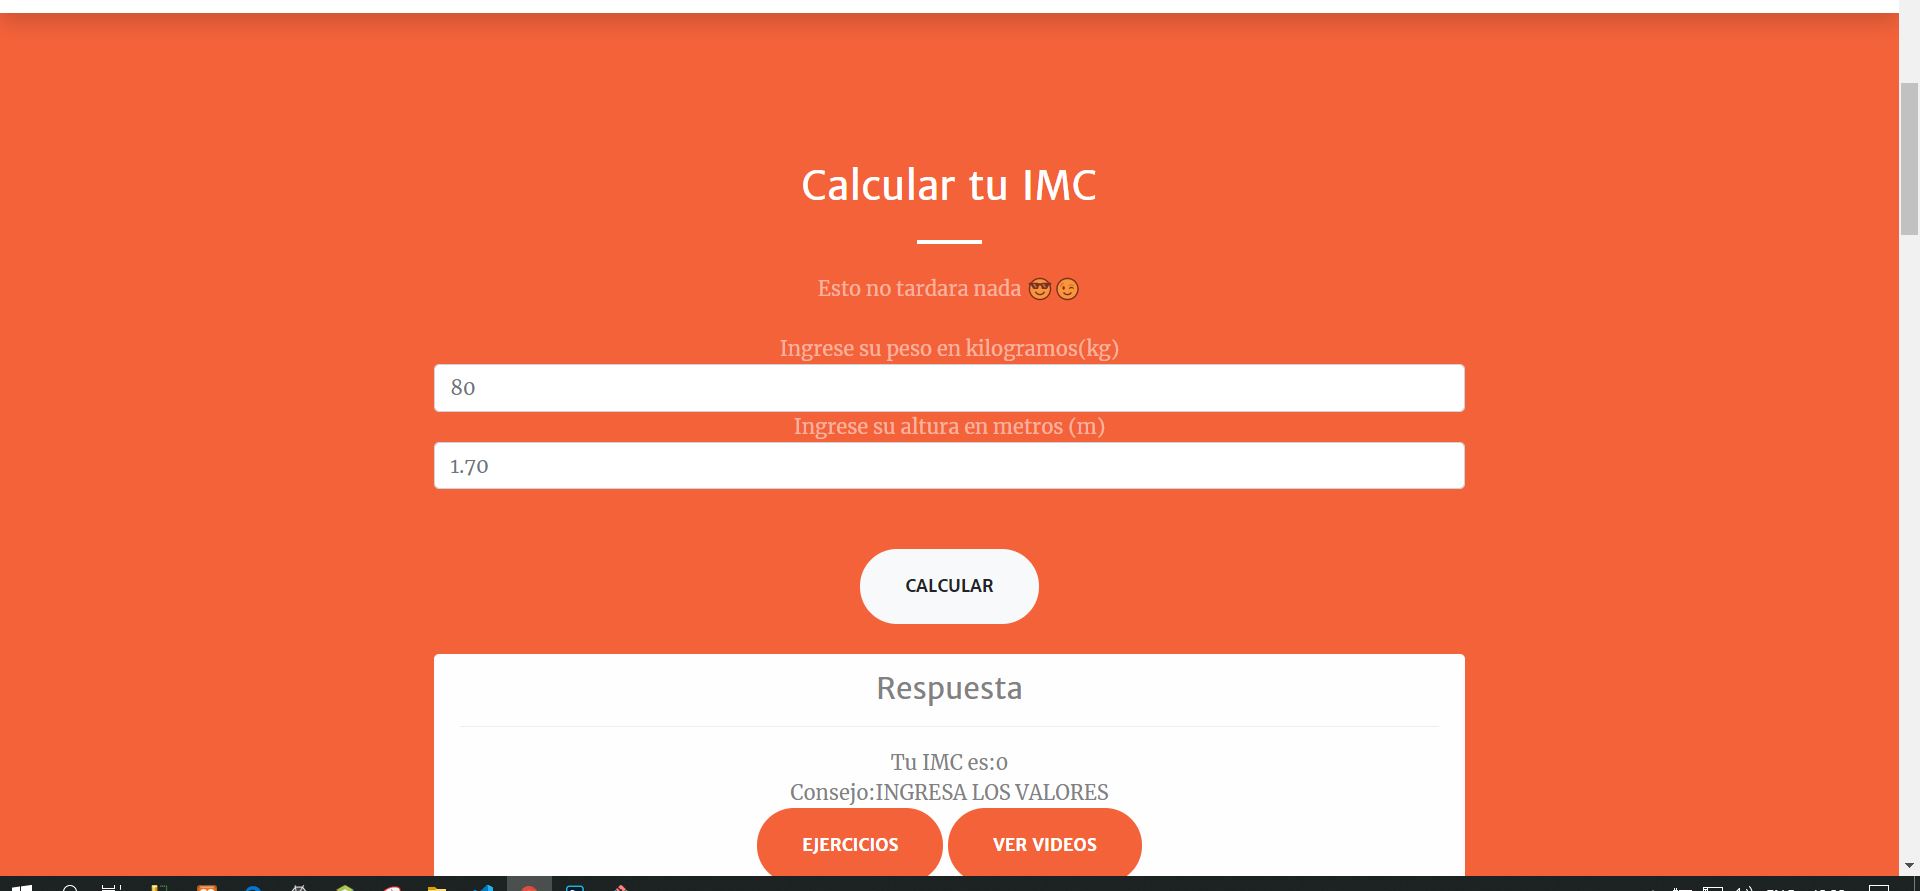 Calcular tu IMC
Esto no tardara nada 😎😉
Ingrese su peso en kilogramos(kg)
80
Ingrese su altura en metros (m)
1.70
CALCULAR
Respuesta
Tu IMC es:0
Consejo:INGRESA LOS VALORES
EJERCICIOS VER VIDEOS